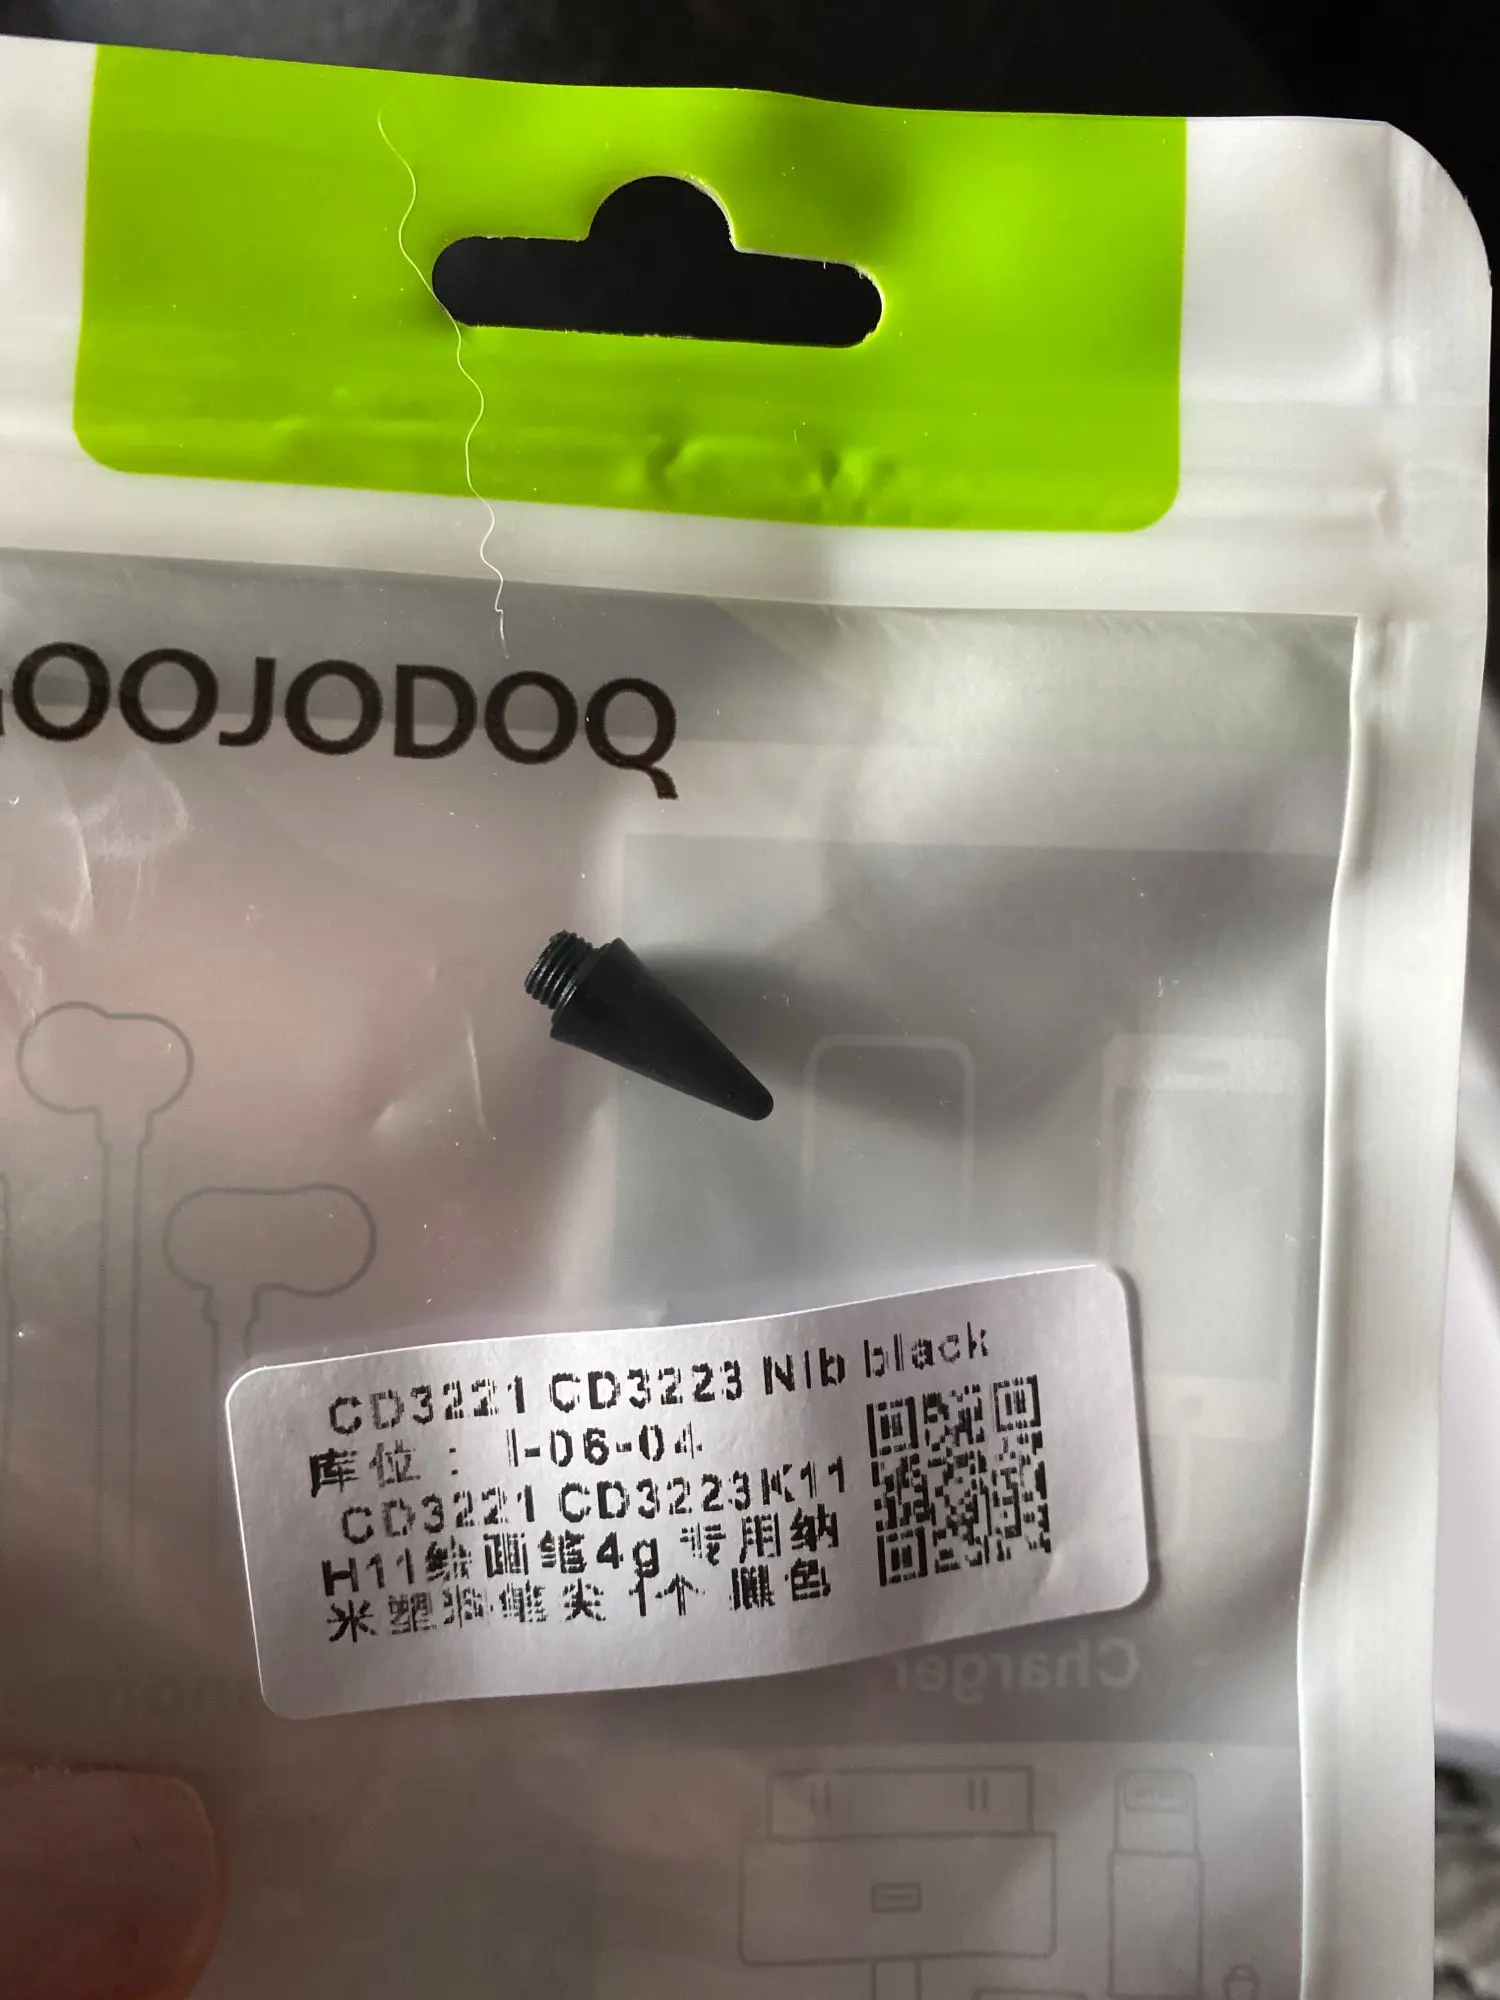 GOOJODOQ
CD3221 CD3223 Nib black
库位： I-06-04
CD3221 CD3223K11
H11绘画笔4g 专用纳
米塑料笔尖 1个 黑色
Charger